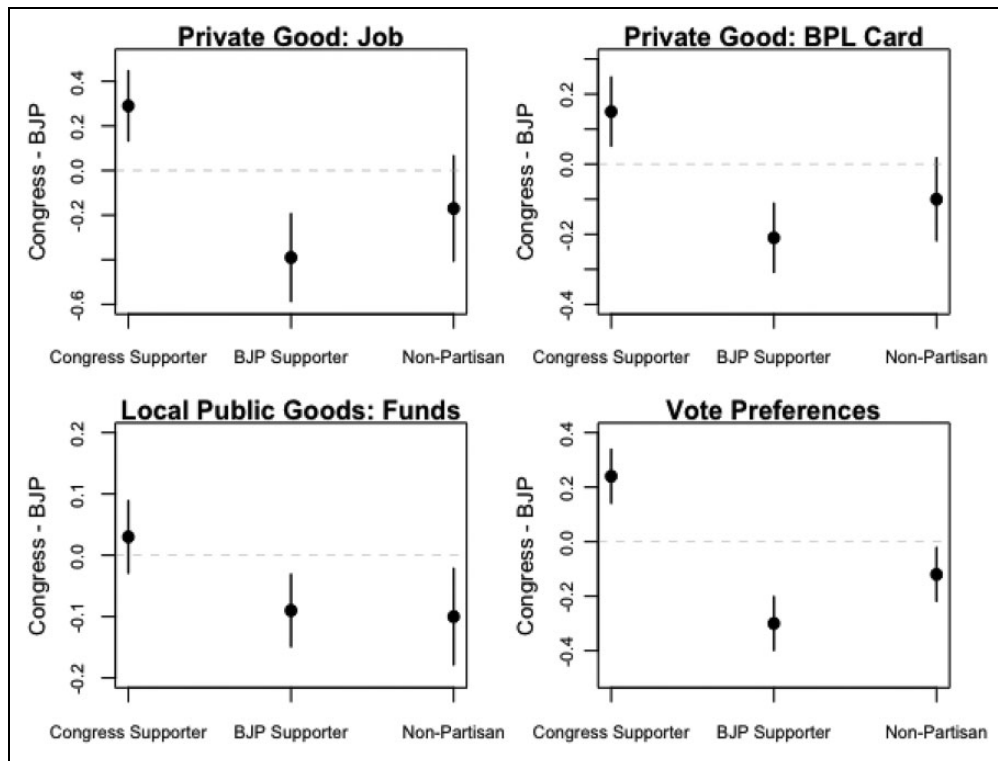 Private Good: Job
Congress - BJP
0.4
0.2
0.0
-0.2
-0.6
Congress Supporter BJP Supporter Non-Partisan
Private Good: BPL Card
Congress - BJP
0.2
0.0
-0.2
-0.4
Congress Supporter BJP Supporter Non-Partisan
Local Public Goods: Funds
Congress - BJP
0.2
0.1
0.0
-0.1
-0.2
Congress Supporter BJP Supporter Non-Partisan
Vote Preferences
Congress - BJP
0.4
0.2
0.0
-0.2
-0.4
Congress Supporter BJP Supporter Non-Partisan